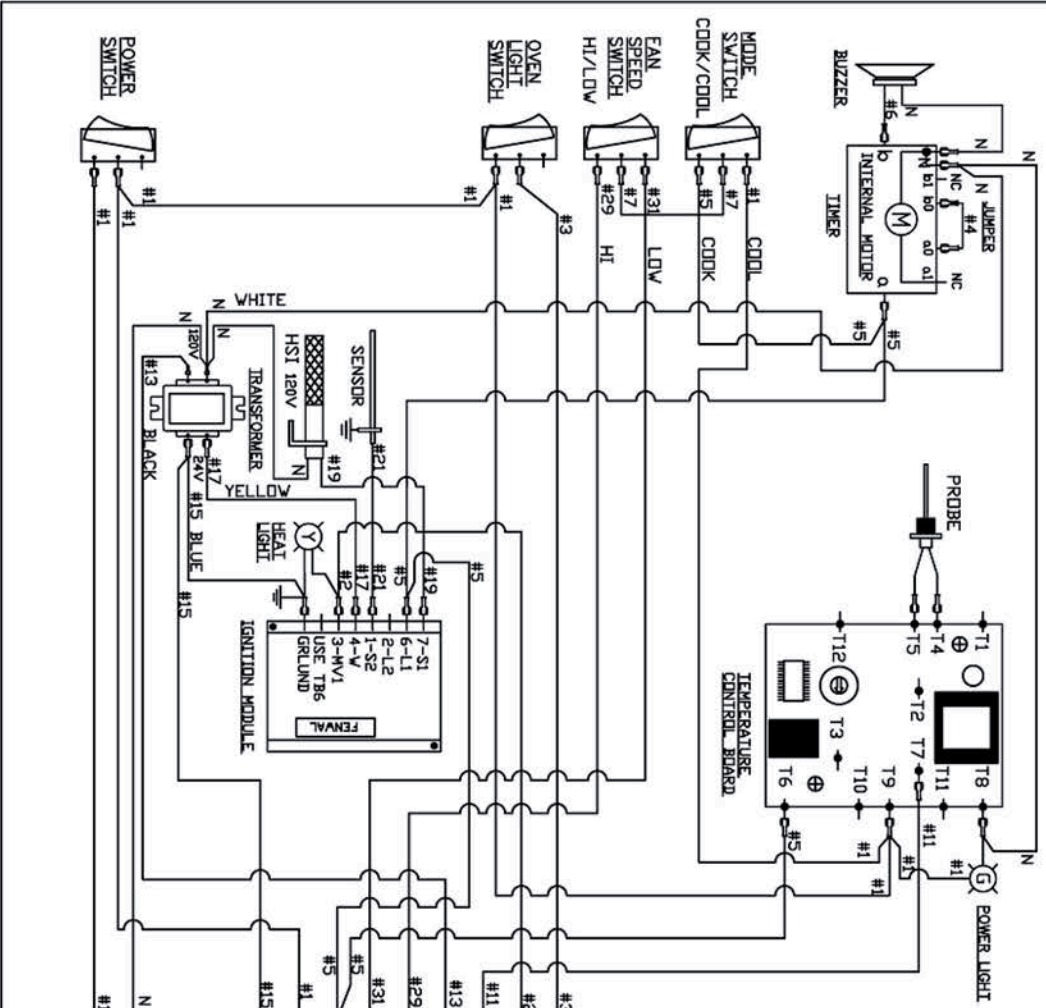 POWER
SWITCH
OVEN
LIGHT
SWITCH
FAN
SPEED
SWITCH
HI/LOW
MODE
SWITCH
COOK/COOL
BUZZER
#6
N
N
N
N
b
N
b1
NC
b0
a0
a1
NC
JUMPER
#4
INTERNAL MOTOR
M
TIMER
a
#1
#1
#1
#1
#1
#3
#29
#7
#31
#5
#7
#1
HI
LOW
COOK
COOL
#5
#5
WHITE
N
N
N
120V
#13
BLACK
TRANSFORMER
24V
#17
YELLOW
#15
BLUE
#15
HSI 120V
N
#19
SENSOR
#21
HEAT
LIGHT
Y
#2
#17
#21
#5
#19
#5
IGNITION MODULE
GRLUND
USE TB6
3-MV1
4-W
1-S2
2-L2
6-L1
7-S1
FENWAL
PROBE
TEMPERATURE
CONTROL BOARD
T12
T5
T4
T1
T2
T3
T7
T6
T10
T9
T11
T8
#5
#1
#1
#1
#11
#1
N
G
POWER LIGHT
N
#15
#1
#5
#5
#31
#29
#13
#11